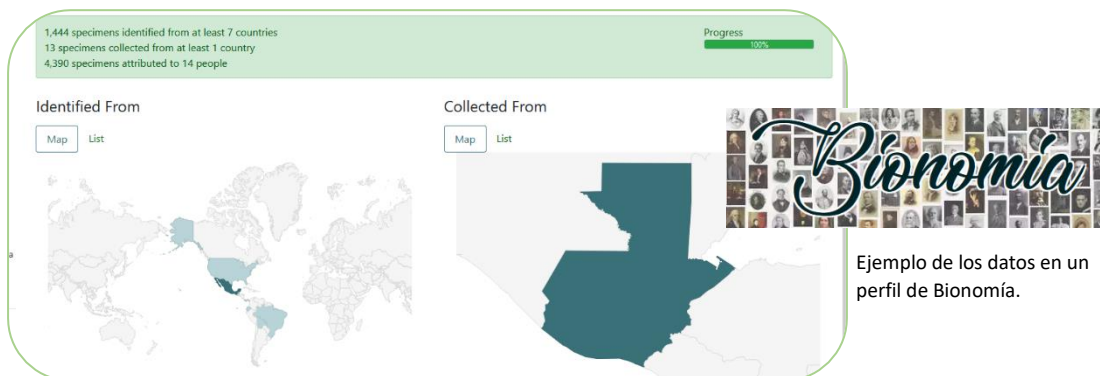 1,444 specimens identified from at least 7 countries
13 specimens collected from at least 1 country
4,390 specimens attributed to 14 people
Progress
100%
Identified From
Map List
Collected From
Map List
a
Bionomía
Ejemplo de los datos en un
perfil de Bionomía.